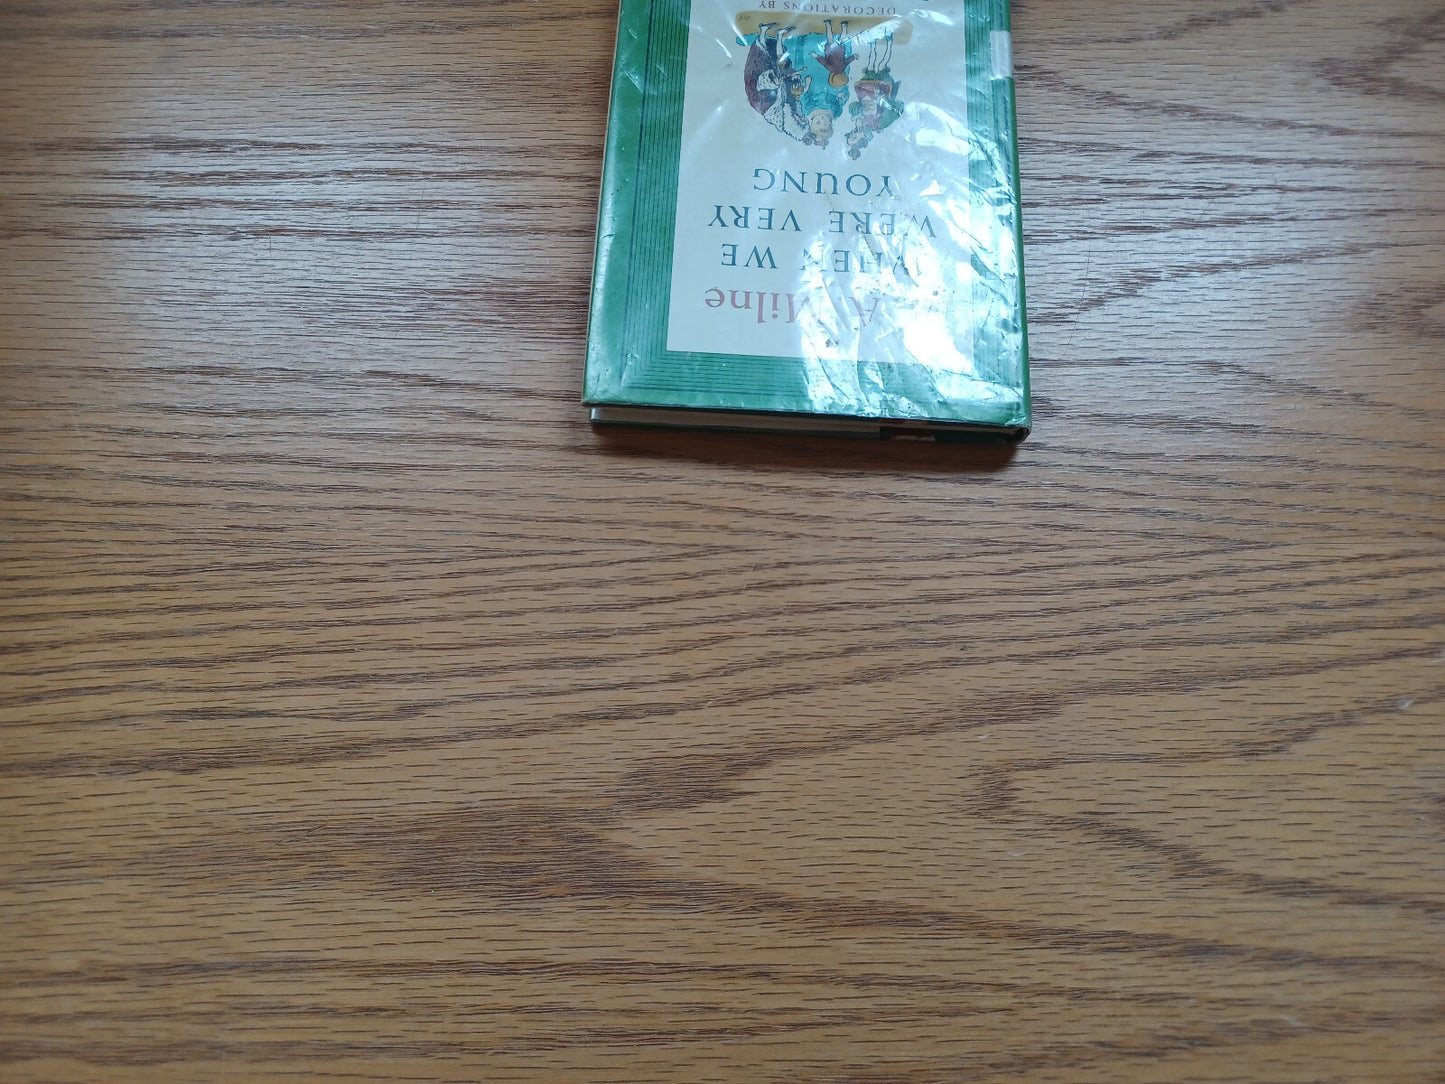 A. A. Milne
WHEN WE
WERE VERY
YOUNG
DECORATIONS BY